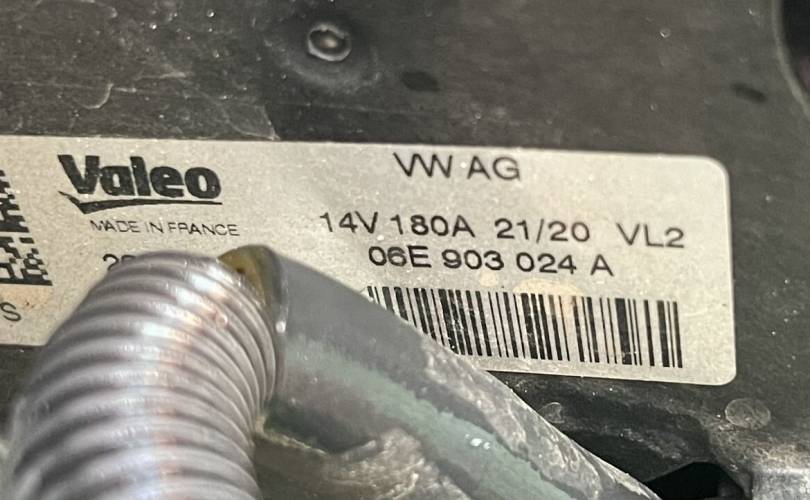 Valeo
VW AG
MADE IN FRANCE
14V 180A 21/20 VL2
06E 903 024 A
S